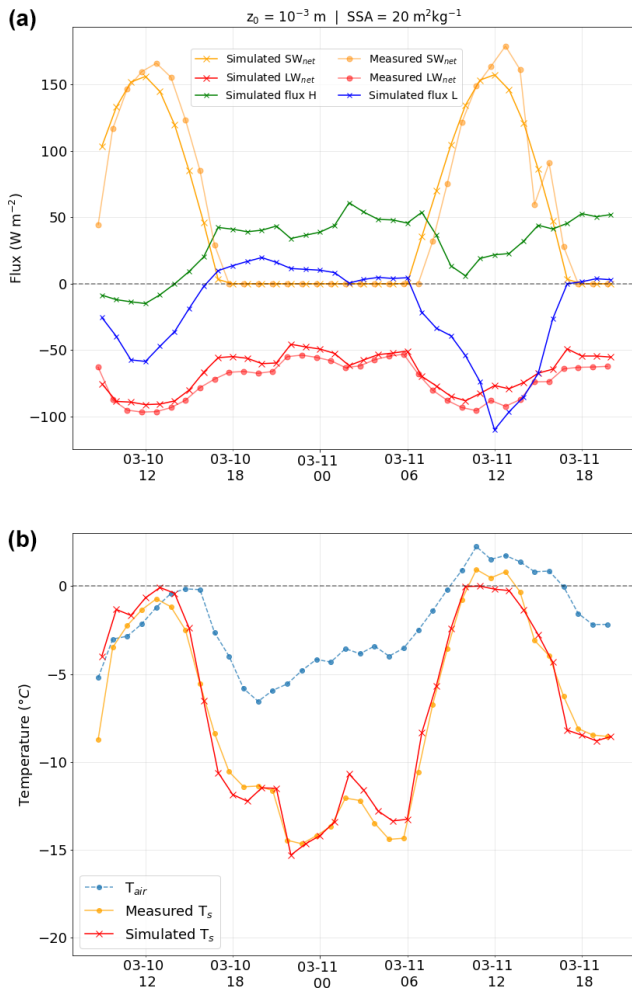 (a)
z₀ = 10⁻³ m | SSA = 20 m²kg⁻¹
Simulated SWnet
Measured SWnet
Simulated LWnet
Measured LWnet
Simulated flux H
Simulated flux L
Flux (W m⁻²)
150
100
50
0
−50
−100
03-10 12
03-10 18
03-11 00
03-11 06
03-11 12
03-11 18
(b)
Temperature (°C)
0
−5
−10
−15
−20
Tair
Measured Ts
Simulated Ts
03-10 12
03-10 18
03-11 00
03-11 06
03-11 12
03-11 18